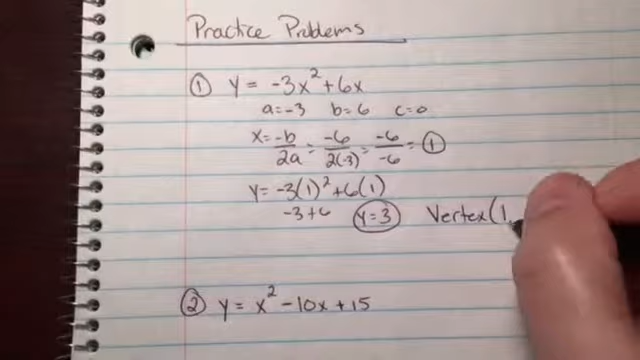 Practice Problems
① y = -3x² + 6x
a=-3 b=6 c=0
x= -b/2a = -6/2(-3) = -6/-6 = ①
y= -3(1)² + 6(1)
-3+6 y=3 Vertex(1,
② y = x² - 10x + 15